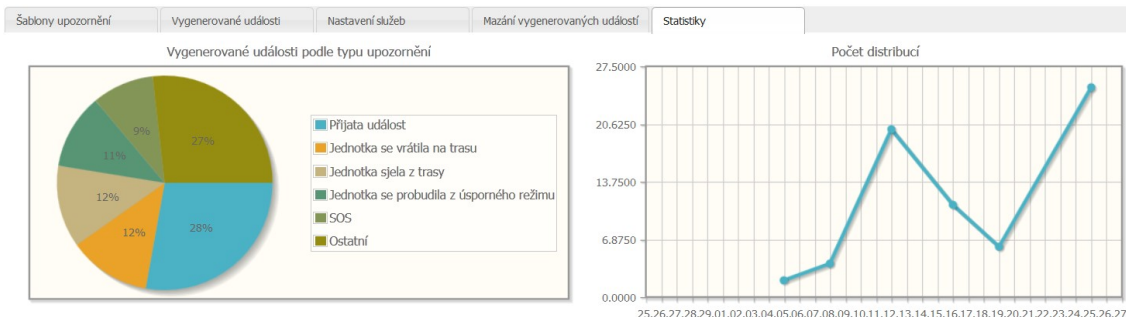 Šablony upozornění
Vygenerované události
Nastavení služeb
Mazání vygenerovaných událostí
Statistiky
Vygenerované události podle typu upozornění
9%
27%
11%
12%
12%
28%
Přijata událost
Jednotka se vrátila na trasu
Jednotka sjela z trasy
Jednotka se probudila z úsporného režimu
SOS
Ostatní
Počet distribucí
27.5000
20.6250
13.7500
6.8750
0.0000
25.26.27.28.29.01.02.03.04.05.06.07.08.09.10.11.12.13.14.15.16.17.18.19.20.21.22.23.24.25.26.27